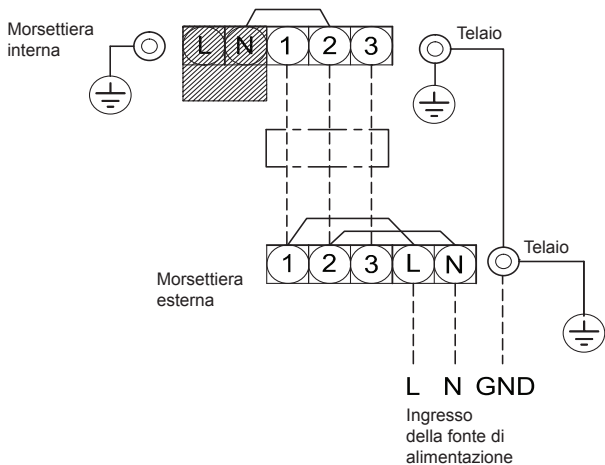 Morsettiera
interna
L N 1 2 3
Telaio
1 2 3 L N
Telaio
Morsettiera
esterna
L N GND
Ingresso
della fonte di
alimentazione